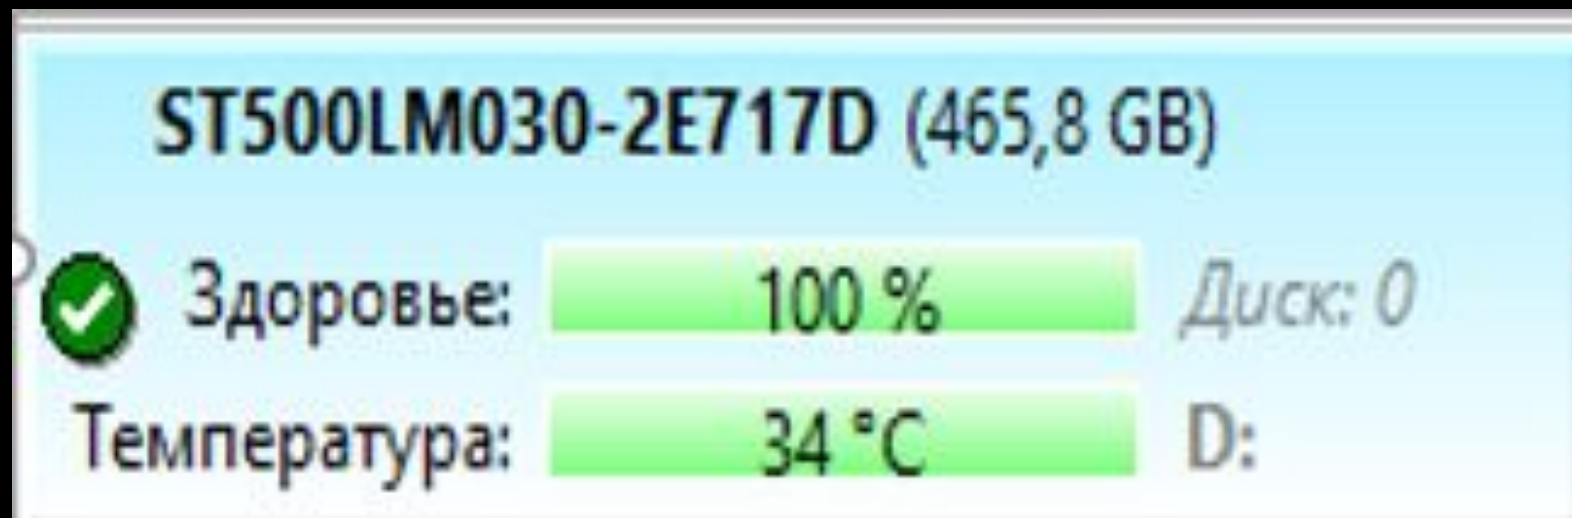 ST500LM030-2E717D (465,8 GB)
Здоровье: 100 % Диск: 0
Температура: 34 °C D: